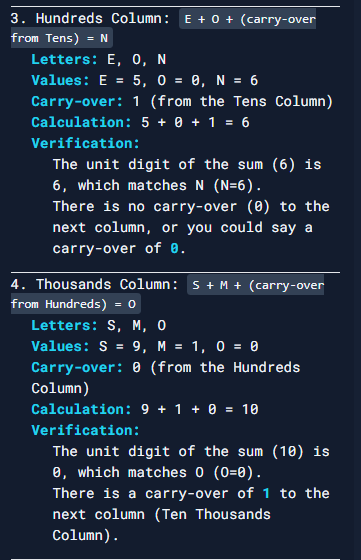 3. Hundreds Column: E + O + (carry-over
from Tens) = N
Letters: E, O, N
Values: E = 5, O = 0, N = 6
Carry-over: 1 (from the Tens Column)
Calculation: 5 + 0 + 1 = 6
Verification:
The unit digit of the sum (6) is
6, which matches N (N=6).
There is no carry-over (0) to the
next column, or you could say a
carry-over of 0.
4. Thousands Column: S + M + (carry-over
from Hundreds) = O
Letters: S, M, O
Values: S = 9, M = 1, O = 0
Carry-over: 0 (from the Hundreds
Column)
Calculation: 9 + 1 + 0 = 10
Verification:
The unit digit of the sum (10) is
0, which matches O (O=0).
There is a carry-over of 1 to the
next column (Ten Thousands
Column).